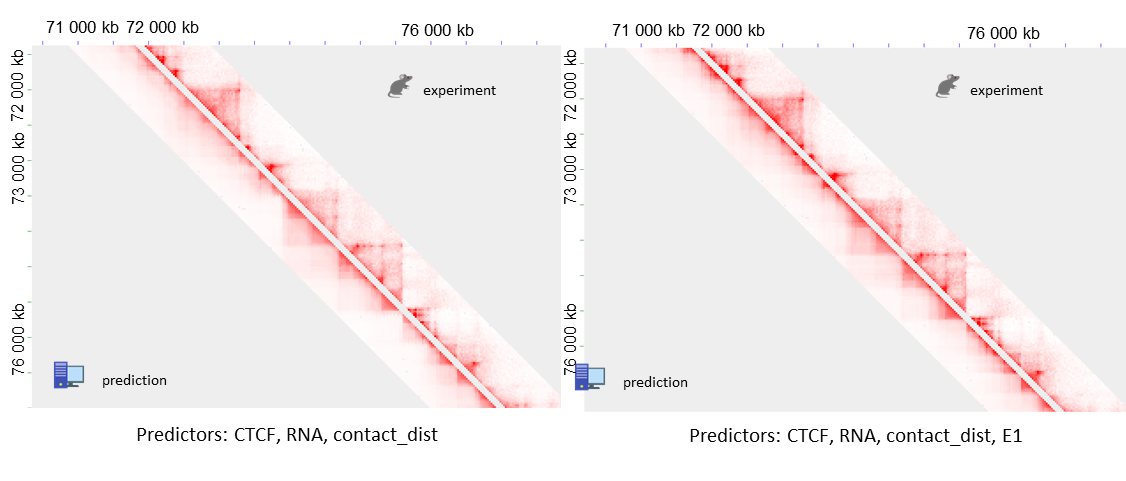 71 000 kb 72 000 kb 76 000 kb
72 000 kb
73 000 kb
76 000 kb
experiment
prediction
Predictors: CTCF, RNA, contact_dist
71 000 kb 72 000 kb 76 000 kb
72 000 kb
73 000 kb
76 000 kb
experiment
prediction
Predictors: CTCF, RNA, contact_dist, E1